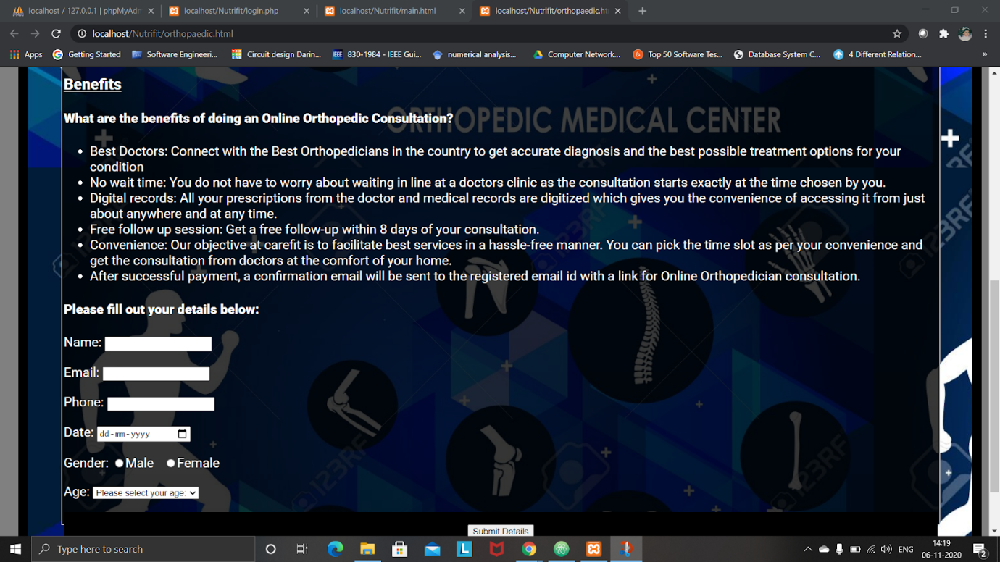 localhost / 127.0.0.1 | phpMyAdm
localhost/Nutrifit/login.php
localhost/Nutrifit/main.html
localhost/Nutrifit/orthopaedic.ht
localhost/Nutrifit/orthopaedic.html
Apps
Getting Started
Software Engineeri...
Circuit design Darin...
IEEE 830-1984 - IEEE Gui...
numerical analysis...
Computer Network...
Top 50 Software Tes...
Database System C...
4 Different Relation...
»
Benefits
ORTHOPEDIC MEDICAL CENTER
What are the benefits of doing an Online Orthopedic Consultation?
• Best Doctors: Connect with the Best Orthopedicians in the country to get accurate diagnosis and the best possible treatment options for your
condition
• No wait time: You do not have to worry about waiting in line at a doctors clinic as the consultation starts exactly at the time chosen by you.
• Digital records: All your prescriptions from the doctor and medical records are digitized which gives you the convenience of accessing it from just
about anywhere and at any time.
• Free follow up session: Get a free follow-up within 8 days of your consultation.
• Convenience: Our objective at carefit is to facilitate best services in a hassle-free manner. You can pick the time slot as per your convenience and
get the consultation from doctors at the comfort of your home.
• After successful payment, a confirmation email will be sent to the registered email id with a link for Online Orthopedician consultation.
Please fill out your details below:
Name:
Email:
Phone:
Date: dd-mm-yyyy
Gender: Male Female
Age: Please select your age:
123RF
123RF
123RF
123RF
Submit Details
Type here to search
L
ENG
14:19
06-11-2020
2